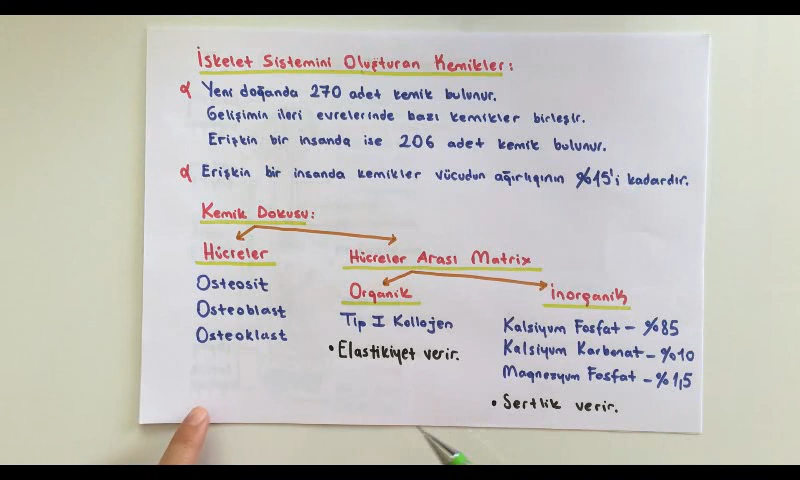 İskelet Sistemini Oluşturan Kemikler:
α Yeni doğanda 270 adet kemik bulunur.
Gelişimin ileri evrelerinde bazı kemikler birleşir.
Erişkin bir insanda ise 206 adet kemik bulunur.
α Erişkin bir insanda kemikler vücudun ağırlığının %15'i kadardır.
Kemik Dokusu:
Hücreler
Osteosit
Osteoblast
Osteoklast
Hücreler Arası Matrix
Organik
Tip I Kollojen
• Elastikiyet verir.
İnorganik
Kalsiyum Fosfat - %85
Kalsiyum Karbonat - %10
Magnezyum Fosfat - %1,5
• Sertlik verir.